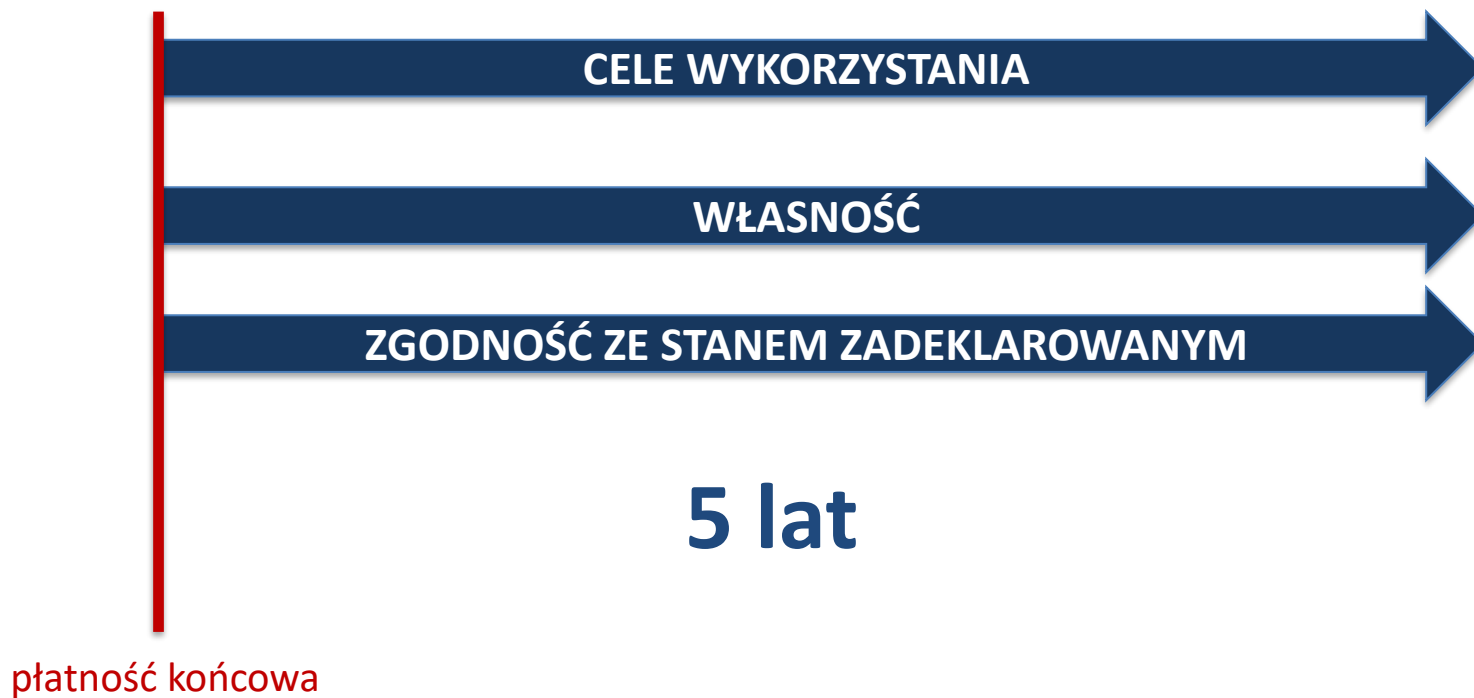 CELE WYKORZYSTANIA
WŁASNOŚĆ
ZGODNOŚĆ ZE STANEM ZADEKLAROWANYM
5 lat
płatność końcowa